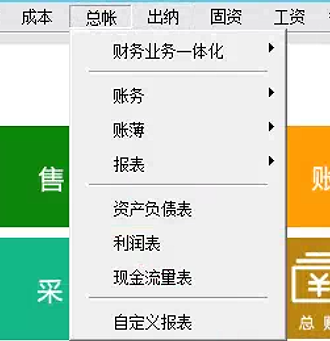 成本 总帐 出纳 固资 工资
财务业务一体化
账务
账薄
报表
资产负债表
利润表
现金流量表
自定义报表
售
账
采
总 账